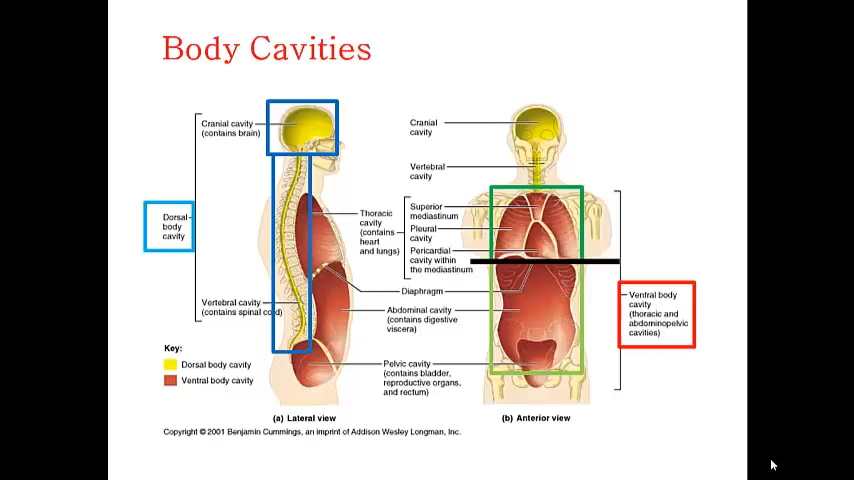 Body Cavities
Cranial cavity
(contains brain)
Dorsal
body
cavity
Vertebral cavity
(contains spinal cord)
Key:
Dorsal body cavity
Ventral body cavity
Thoracic
cavity
(contains
heart
and lungs)
Cranial
cavity
Vertebral
cavity
Superior
mediastinum
Pleural
cavity
Pericardial
cavity within
the mediastinum
Diaphragm
Abdominal cavity
(contains digestive
viscera)
Pelvic cavity
(contains bladder,
reproductive organs,
and rectum)
Ventral body
cavity
(thoracic and
abdominopelvic
cavities)
(a) Lateral view
(b) Anterior view
Copyright © 2001 Benjamin Cummings, an imprint of Addison Wesley Longman, Inc.